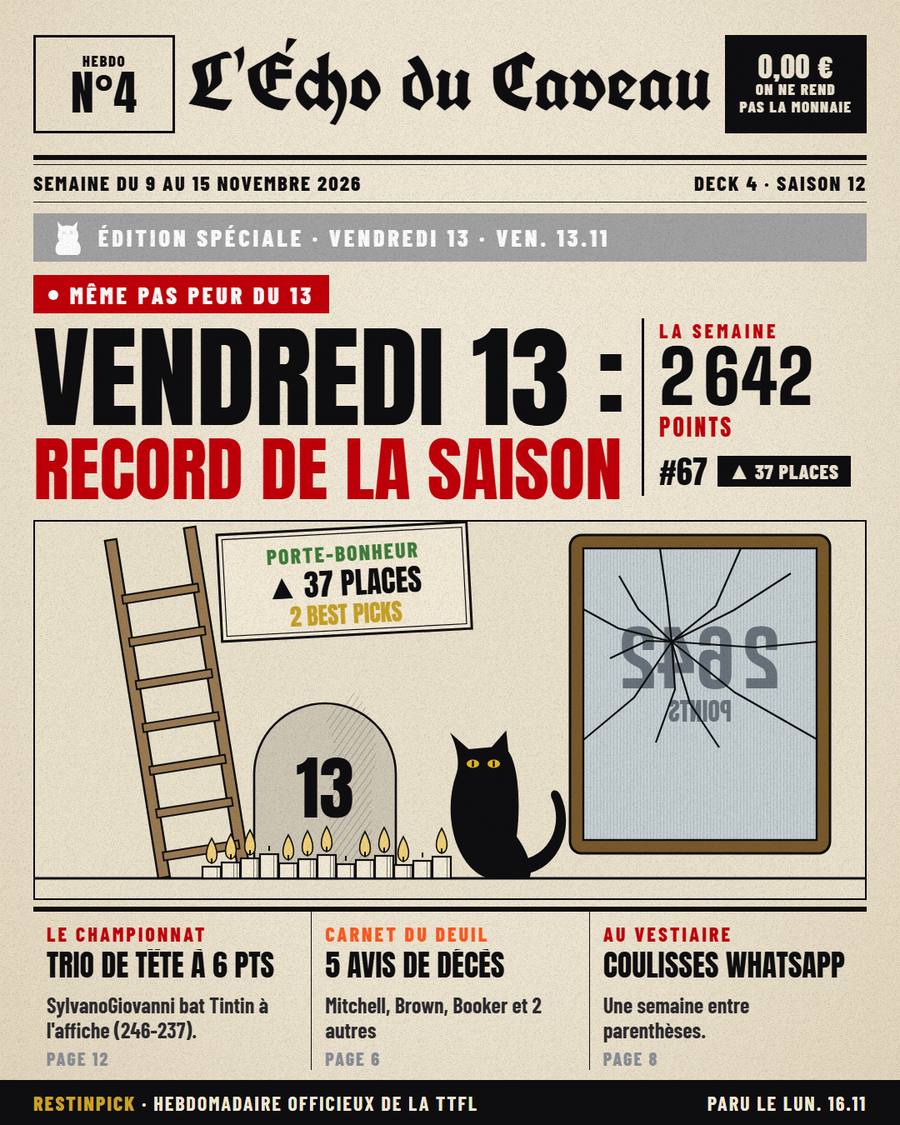 HEBDO
N°4
L'Écho du Caveau
0,00 €
ON NE REND
PAS LA MONNAIE
SEMAINE DU 9 AU 15 NOVEMBRE 2026
DECK 4 · SAISON 12
ÉDITION SPÉCIALE · VENDREDI 13 · VEN. 13.11
• MÊME PAS PEUR DU 13
VENDREDI 13 :
RECORD DE LA SAISON
LA SEMAINE
2 642
POINTS
#67
▲ 37 PLACES
PORTE-BONHEUR
▲ 37 PLACES
2 BEST PICKS
2642
POINTS
13
LE CHAMPIONNAT
TRIO DE TÊTE À 6 PTS
SylvanoGiovanni bat Tintin à
l'affiche (246-237).
PAGE 12
CARNET DU DEUIL
5 AVIS DE DÉCÈS
Mitchell, Brown, Booker et 2
autres
PAGE 6
AU VESTIAIRE
COULISSES WHATSAPP
Une semaine entre
parenthèses.
PAGE 8
RESTINPICK · HEBDOMADAIRE OFFICIEUX DE LA TTFL
PARU LE LUN. 16.11